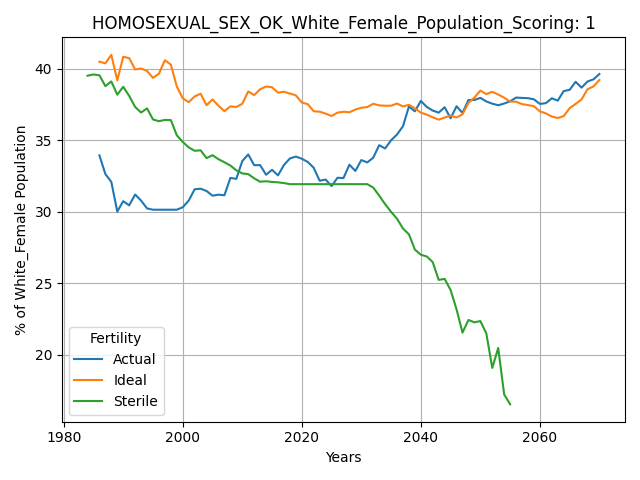 HOMOSEXUAL_SEX_OK_White_Female_Population_Scoring: 1
% of White_Female Population
40
35
30
25
20
Fertility
Actual
Ideal
Sterile
1980 2000 2020 2040 2060
Years